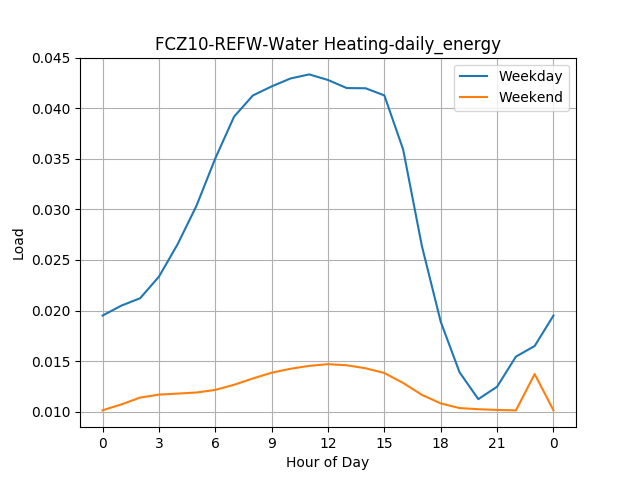 FCZ10-REFW-Water Heating-daily_energy
Weekday
Weekend
Load
0.045
0.040
0.035
0.030
0.025
0.020
0.015
0.010
0 3 6 9 12 15 18 21 0
Hour of Day